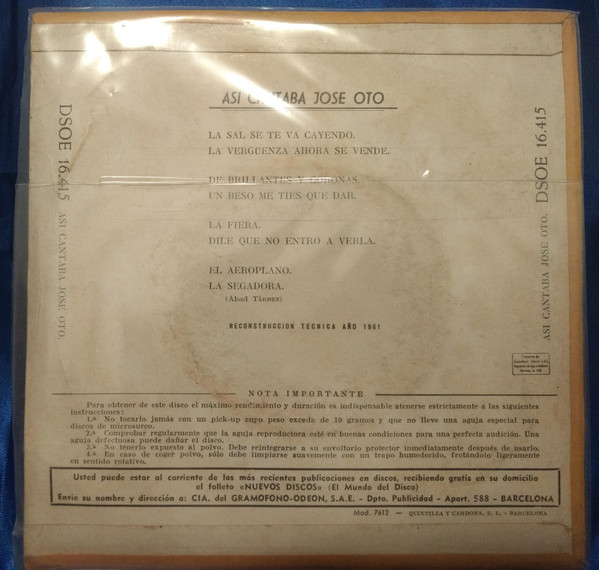 ASI CANTABA JOSE OTO
LA SAL SE TE VA CAYENDO.
LA VERGUENZA AHORA SE VENDE.
DE BRILLANTES Y CORONAS.
UN BESO ME TIES QUE DAR.
LA FIERA.
DILE QUE NO ENTRO A VERLA.
EL AEROPLANO.
LA SEGADORA.
(Abad TÁRDEZ)
RECONSTRUCCION TECNICA AÑO 1961
DSOE 16.415 ASI CANTABA JOSE OTO.
ASI CANTABA JOSE OTO. DSOE 16.415
NOTA IMPORTANTE
Para obtener de este disco el máximo rendimiento y duración es indispensable atenerse estrictamente a las siguientes
instrucciones:
1.ª No tocarlo jamás con un pick-up cuyo peso exceda de 10 gramos y que no lleve una aguja especial para
discos de microsurco.
2.ª Comprobar regularmente que la aguja reproductora esté en buenas condiciones para una perfecta audición. Una
aguja defectuosa puede dañar el disco.
3.ª No tenerlo expuesto al polvo. Debe reintegrarse a su envoltorio protector inmediatamente después de usarlo.
4.ª En caso de coger polvo, sólo debe limpiarse suavemente con un trapo humedecido, frotándolo ligeramente
en sentido rotativo.
Usted puede estar al corriente de las más recientes publicaciones en discos, recibiendo gratis en su domicilio
el folleto «NUEVOS DISCOS» (El Mundo del Disco)
Envíe su nombre y dirección a: CIA. del GRAMOFONO-ODEON, S.A.E. - Dpto. Publicidad - Apart. 588 - BARCELONA
Mod. 7612 — QUINTILLA Y CARDONA, S. L. - BARCELONA